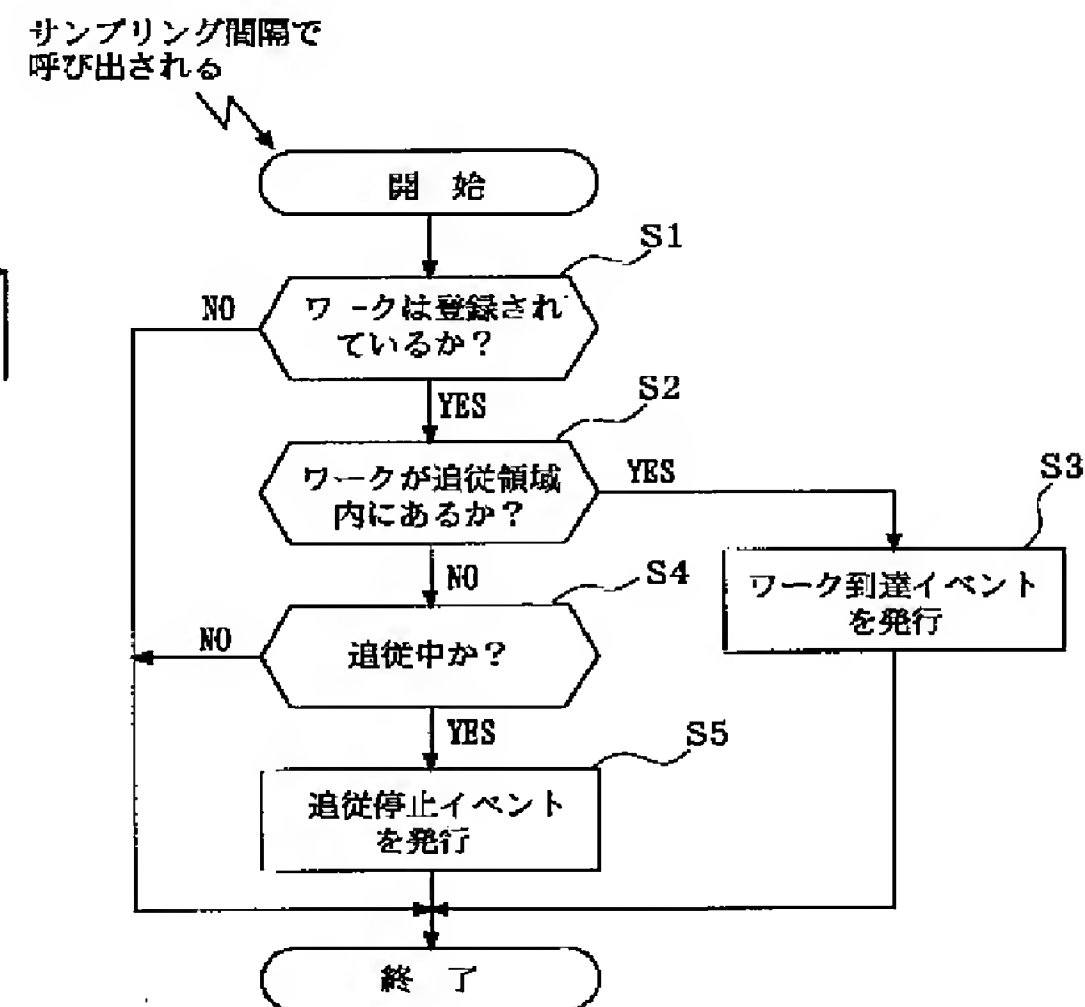 サンプリング間隔で
呼び出される
開 始
S1
NO
ワークは登録され
ているか?
YES
S2
ワークが追従領域
内にあるか?
YES
S3
ワーク到達イベント
を発行
NO
S4
NO
追従中か?
YES
S5
追従停止イベント
を発行
終 了